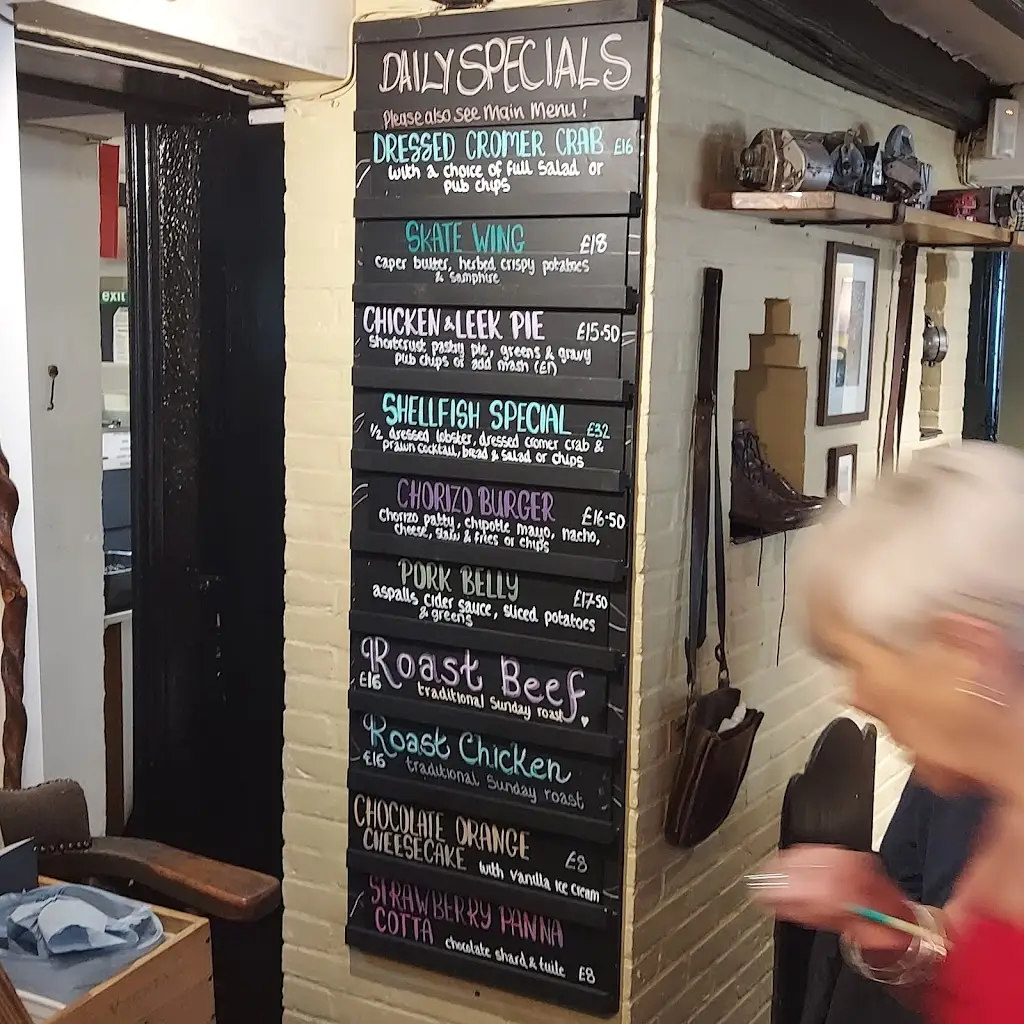 DAILY SPECIALS
Please also see Main Menu!
DRESSED CROMER CRAB £16
with a choice of full salad or
pub chips
SKATE WING £18
caper butter, herbed crispy potatoes
& Samphire
CHICKEN & LEEK PIE £15·50
Shortcrust pastry pie, greens & gravy
pub chips or add mash (£1)
SHELLFISH SPECIAL £32
1/2 dressed lobster, dressed cromer crab &
prawn cocktail, bread & salad or chips
CHORIZO BURGER £16·50
Chorizo patty, chipotle mayo, nacho,
cheese, slaw & fries or chips
PORK BELLY £17·50
aspalls cider sauce, sliced potatoes
& greens
Roast Beef
£16 traditional Sunday roast
Roast Chicken
£16 traditional Sunday roast
CHOCOLATE ORANGE
CHEESECAKE with vanilla ice cream £8
STRAWBERRY PANNA
COTTA chocolate shard & tuile £8
exit